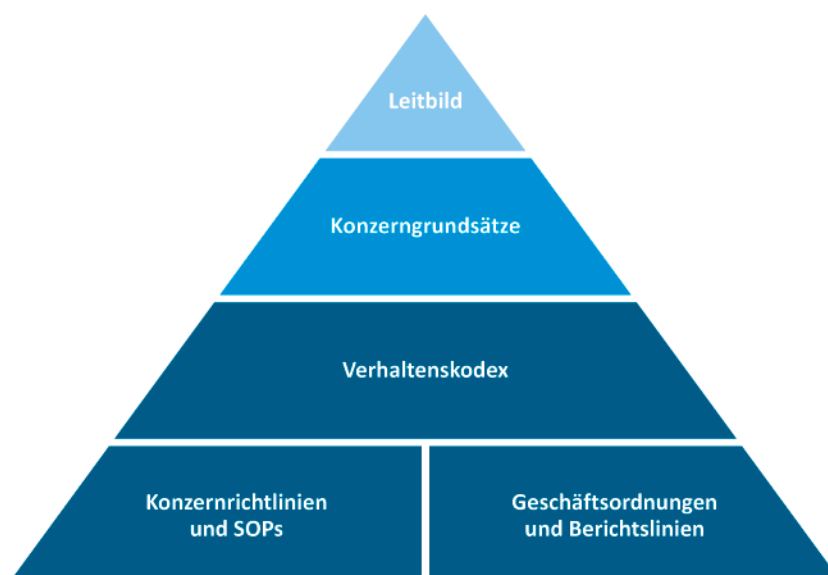 Leitbild
Konzerngrundsätze
Verhaltenskodex
Konzernrichtlinien
und SOPs
Geschäftsordnungen
und Berichtslinien